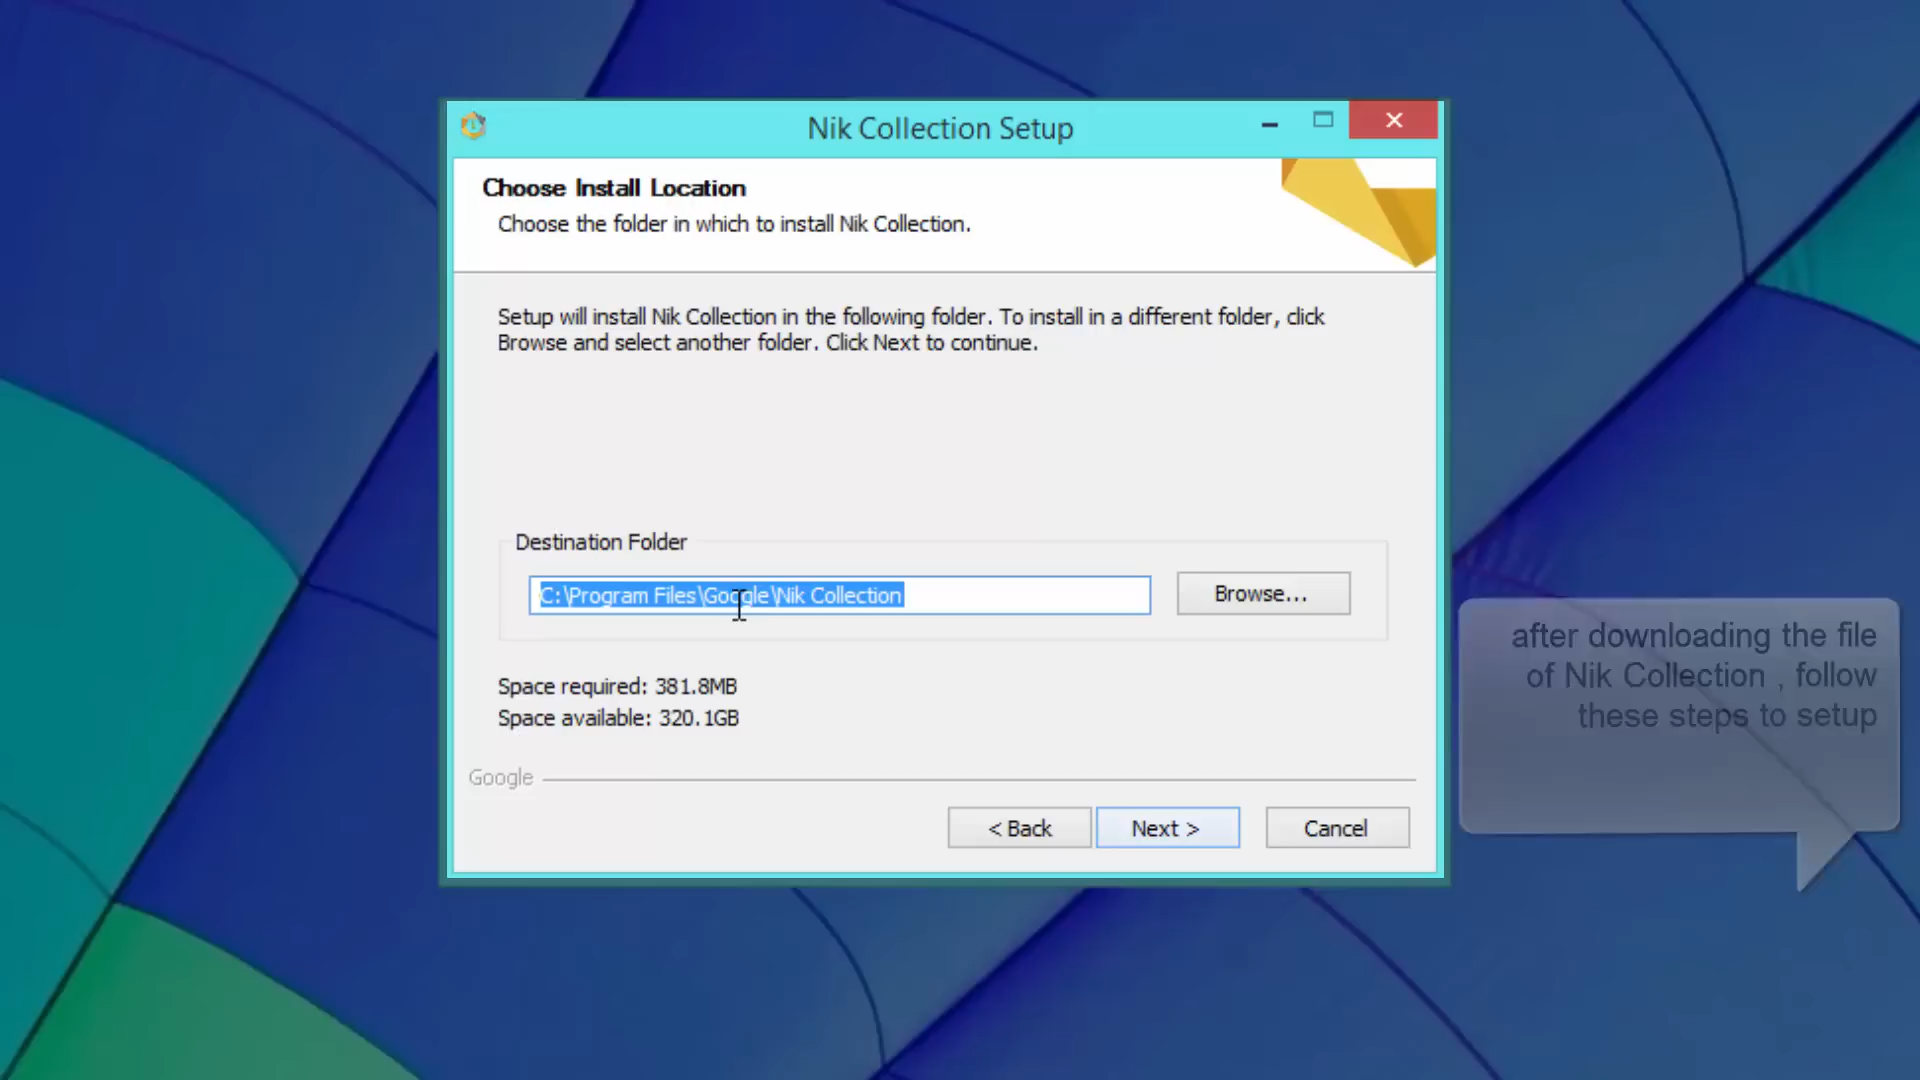 Nik Collection Setup
Choose Install Location
Choose the folder in which to install Nik Collection.
Setup will install Nik Collection in the following folder. To install in a different folder, click
Browse and select another folder. Click Next to continue.
Destination Folder
C:\Program Files\Google\Nik Collection
Browse...
Space required: 381.8MB
Space available: 320.1GB
Google
< Back
Next >
Cancel
after downloading the file
of Nik Collection , follow
these steps to setup